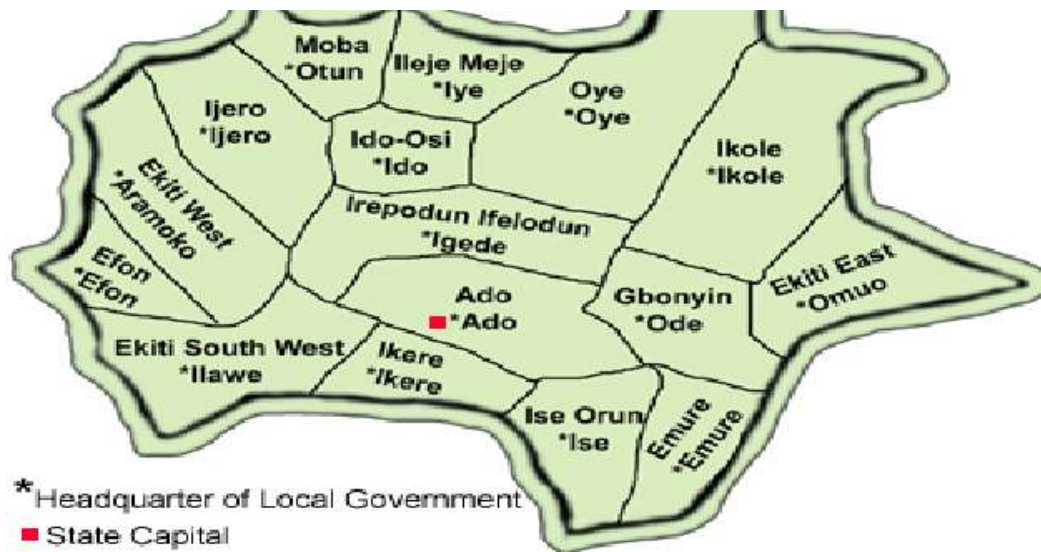 Moba
*Otun
Ileje Meje
*Iye
Oye
*Oye
Ijero
*Ijero
Ido-Osi
*Ido
Ikole
*Ikole
Ekiti West
*Aramoko
Irepodun Ifelodun
*Igede
Efon
*Efon
Ado
*Ado
Gbonyin
*Ode
Ekiti East
*Omuo
Ekiti South West
*Ilawe
Ikere
*Ikere
Ise Orun
*Ise
Emure
*Emure
*Headquarter of Local Government
State Capital